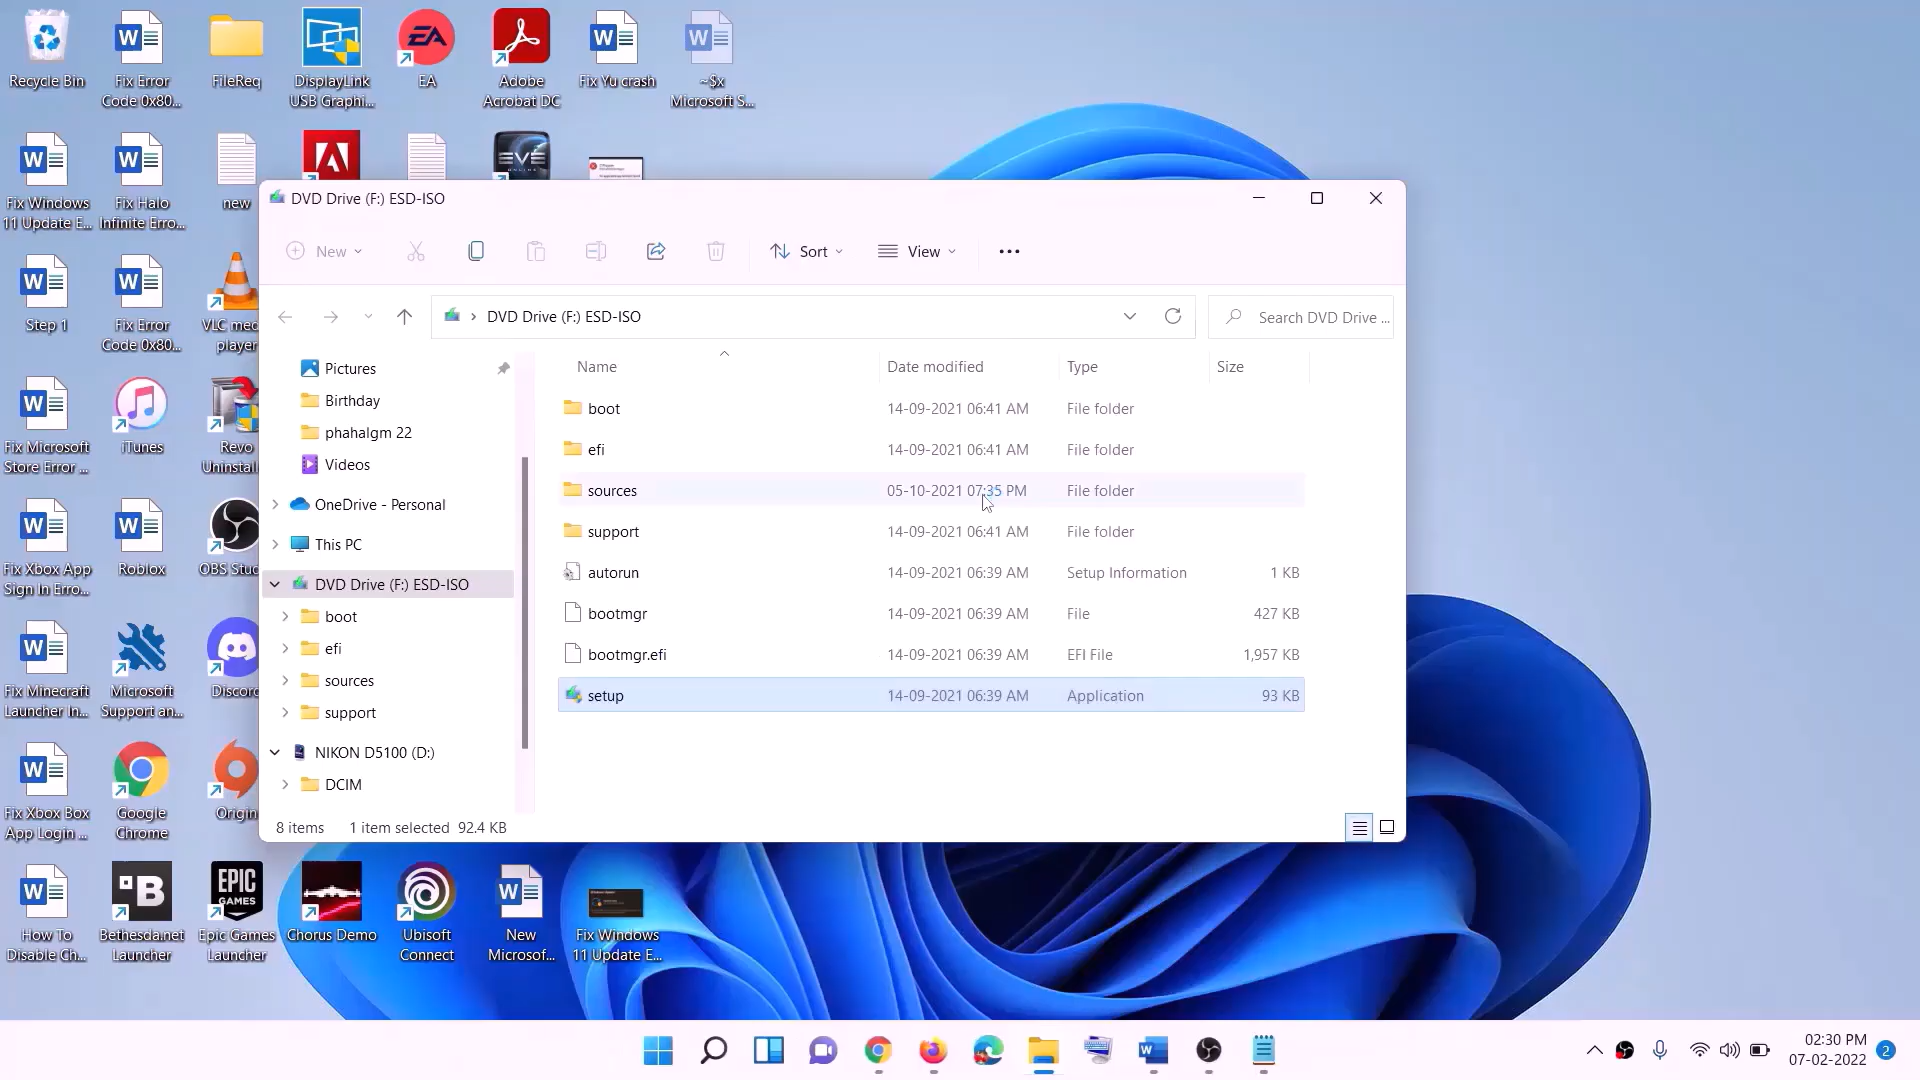 Recycle Bin
Fix Error
Code 0x80...
FileReq
DisplayLink
USB Graphi...
EA
EA
Adobe
Acrobat DC
Fix Yu crash
~$x
Microsoft S...
Fix Windows
11 Update E...
Fix Halo
Infinite Erro...
new
EVE
ONLINE
Step 1
Fix Error
Code 0x80...
VLC med
player
Fix Microsoft
Store Error ...
iTunes
Revo
Uninstall
Fix Xbox App
Sign In Erro...
Roblox
OBS Stud
Fix Minecraft
Launcher In...
Microsoft
Support an...
Discord
Fix Xbox Box
App Login ...
Google
Chrome
Origin
How To
Disable Ch...
Bethesda.net
Launcher
EPIC
GAMES
Epic Games
Launcher
Chorus Demo
Ubisoft
Connect
New
Microsof...
Fix Windows
11 Update E...
DVD Drive (F:) ESD-ISO
New
Sort
View
DVD Drive (F:) ESD-ISO
Search DVD Drive ...
Pictures
Birthday
phahalgm 22
Videos
OneDrive - Personal
This PC
DVD Drive (F:) ESD-ISO
boot
efi
sources
support
NIKON D5100 (D:)
DCIM
Name Date modified Type Size
boot 14-09-2021 06:41 AM File folder
efi 14-09-2021 06:41 AM File folder
sources 05-10-2021 07:35 PM File folder
support 14-09-2021 06:41 AM File folder
autorun 14-09-2021 06:39 AM Setup Information 1 KB
bootmgr 14-09-2021 06:39 AM File 427 KB
bootmgr.efi 14-09-2021 06:39 AM EFI File 1,957 KB
setup 14-09-2021 06:39 AM Application 93 KB
8 items 1 item selected 92.4 KB
02:30 PM
07-02-2022
2